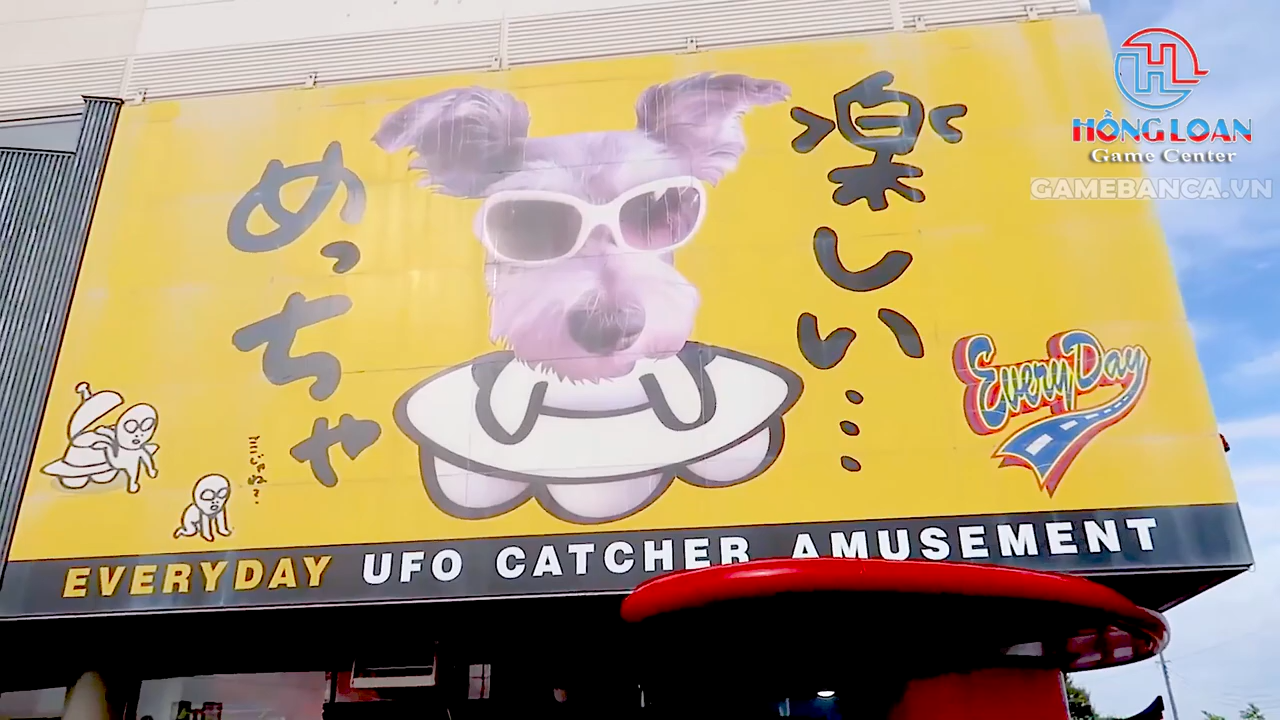 HỒNG LOAN
Game Center
GAMEBANCA.VN
めっちゃ
楽しい…
EveryDay
EVERYDAY UFO CATCHER AMUSEMENT